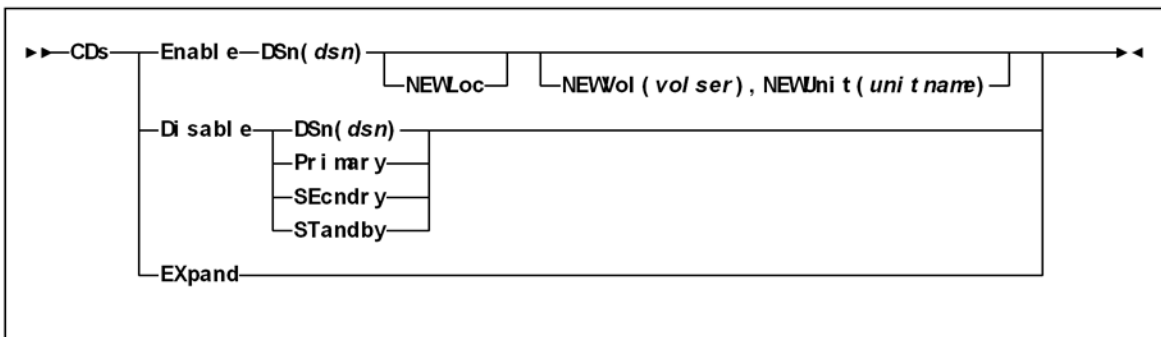 CDs Enable DSn(dsn)
NEWLoc NEWVol(volser), NEWUnit(unitname)
Disable DSn(dsn)
Primary
SEcndry
STandby
EXpand